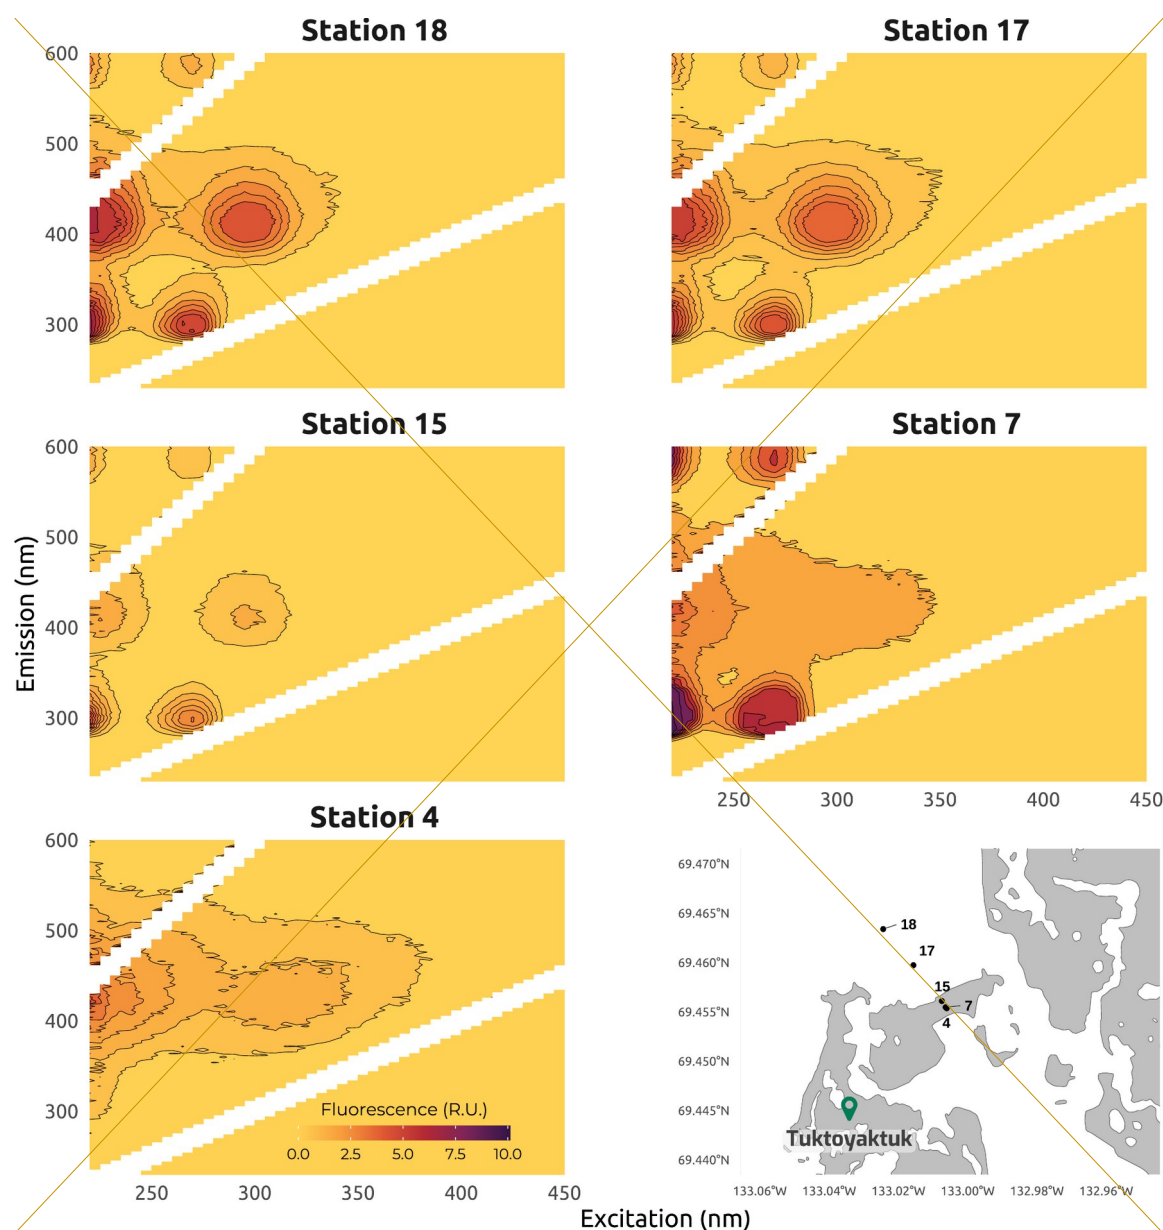 Station 18
Station 17
600
500
400
300
Station 15
Station 7
600
500
400
300
Emission (nm)
250 300 350 400 450
Station 4
600
500
400
300
Fluorescence (R.U.)
0.0 2.5 5.0 7.5 10.0
250 300 350 400 450
Excitation (nm)
69.470°N
69.465°N
69.460°N
69.455°N
69.450°N
69.445°N
69.440°N
18
17
15
7
4
Tuktoyaktuk
133.06°W 133.04°W 133.02°W 133.00°W 132.98°W 132.96°W